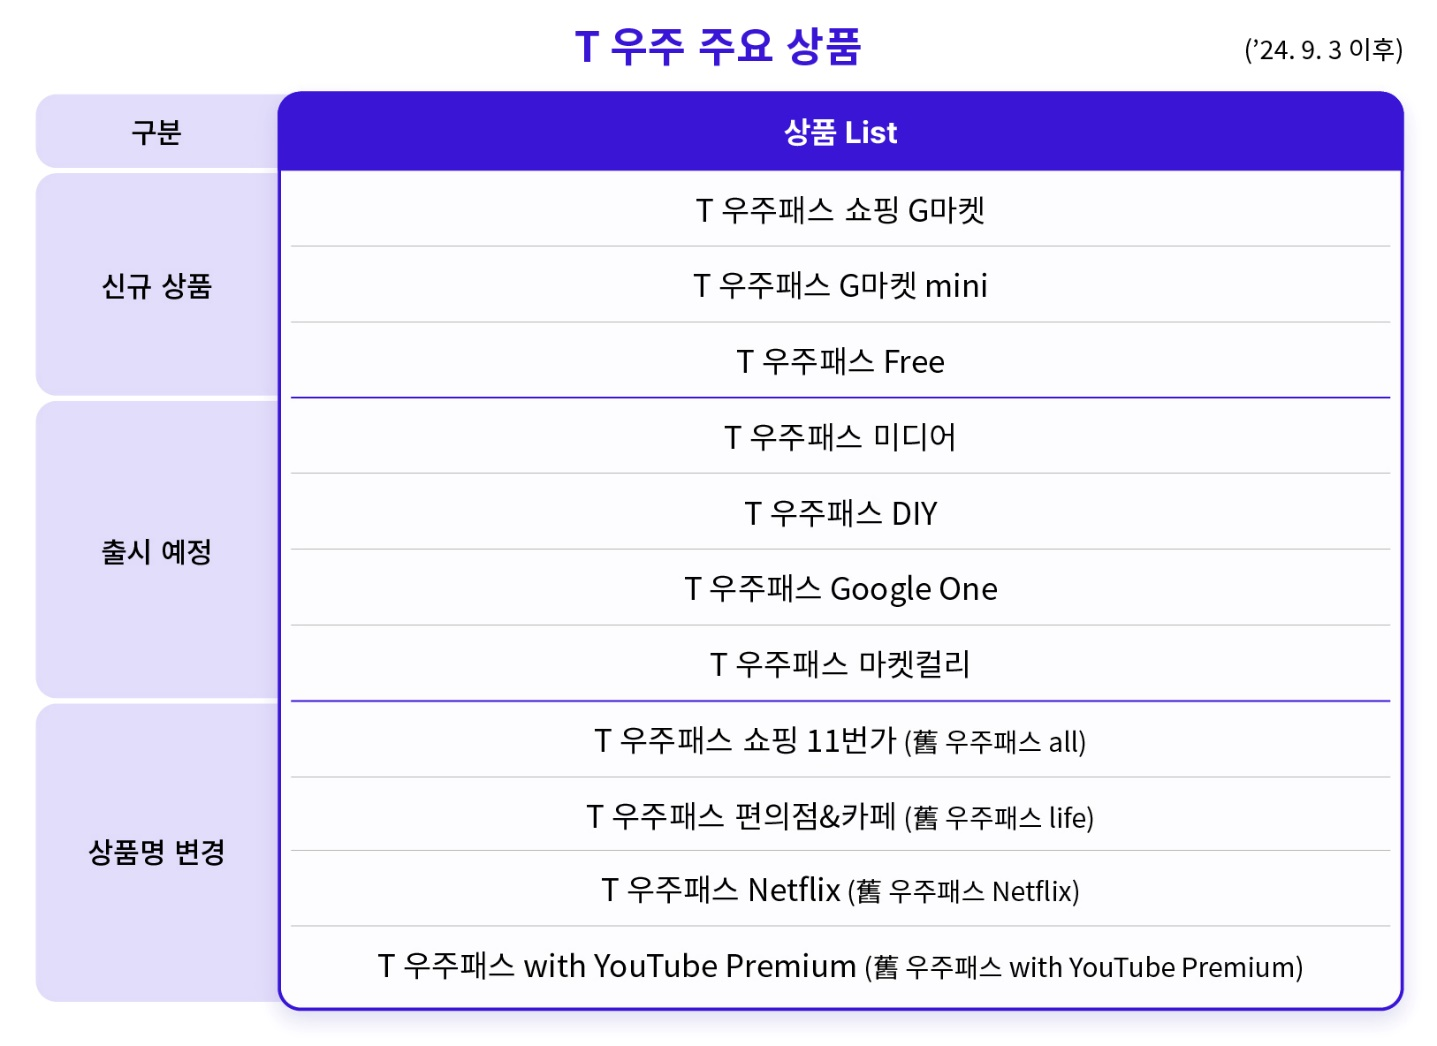 T 우주 주요 상품
(’24. 9. 3 이후)
구분
상품 List
신규 상품
T 우주패스 쇼핑 G마켓
T 우주패스 G마켓 mini
T 우주패스 Free
출시 예정
T 우주패스 미디어
T 우주패스 DIY
T 우주패스 Google One
T 우주패스 마켓컬리
상품명 변경
T 우주패스 쇼핑 11번가 (舊 우주패스 all)
T 우주패스 편의점&카페 (舊 우주패스 life)
T 우주패스 Netflix (舊 우주패스 Netflix)
T 우주패스 with YouTube Premium (舊 우주패스 with YouTube Premium)